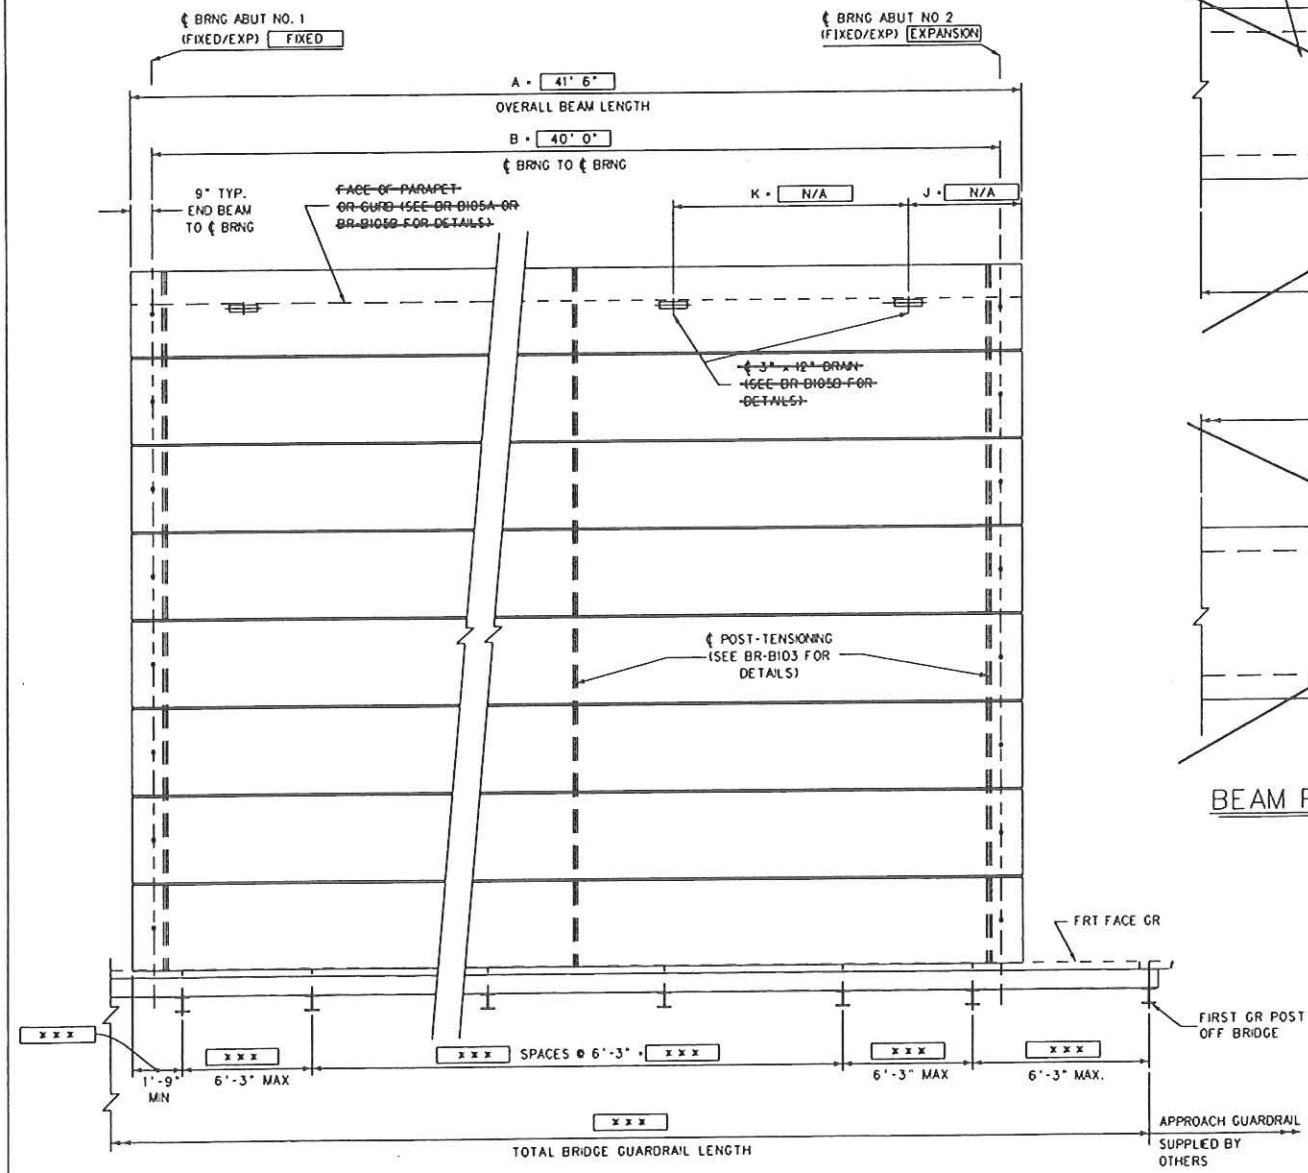 ℄ BRNG ABUT NO. 1
(FIXED/EXP) FIXED
℄ BRNG ABUT NO 2
(FIXED/EXP) EXPANSION
A = 41' 6"
OVERALL BEAM LENGTH
B = 40' 0"
℄ BRNG TO ℄ BRNG
9" TYP.
END BEAM
TO ℄ BRNG
FACE OF PARAPET
OR CURB (SEE BR-B105A OR
BR-B105B FOR DETAILS)
K = N/A
J = N/A
℄ 3" x 12" DRAIN
(SEE BR-B105B FOR
DETAILS)
℄ POST-TENSIONING
(SEE BR-B103 FOR
DETAILS)
BEAM
FRT FACE GR
FIRST GR POST
OFF BRIDGE
XXX
1'-9"
MIN
XXX
6'-3" MAX
XXX SPACES @ 6'-3" = XXX
XXX
6'-3" MAX
XXX
6'-3" MAX.
XXX
TOTAL BRIDGE GUARDRAIL LENGTH
APPROACH GUARDRAIL
SUPPLIED BY
OTHERS